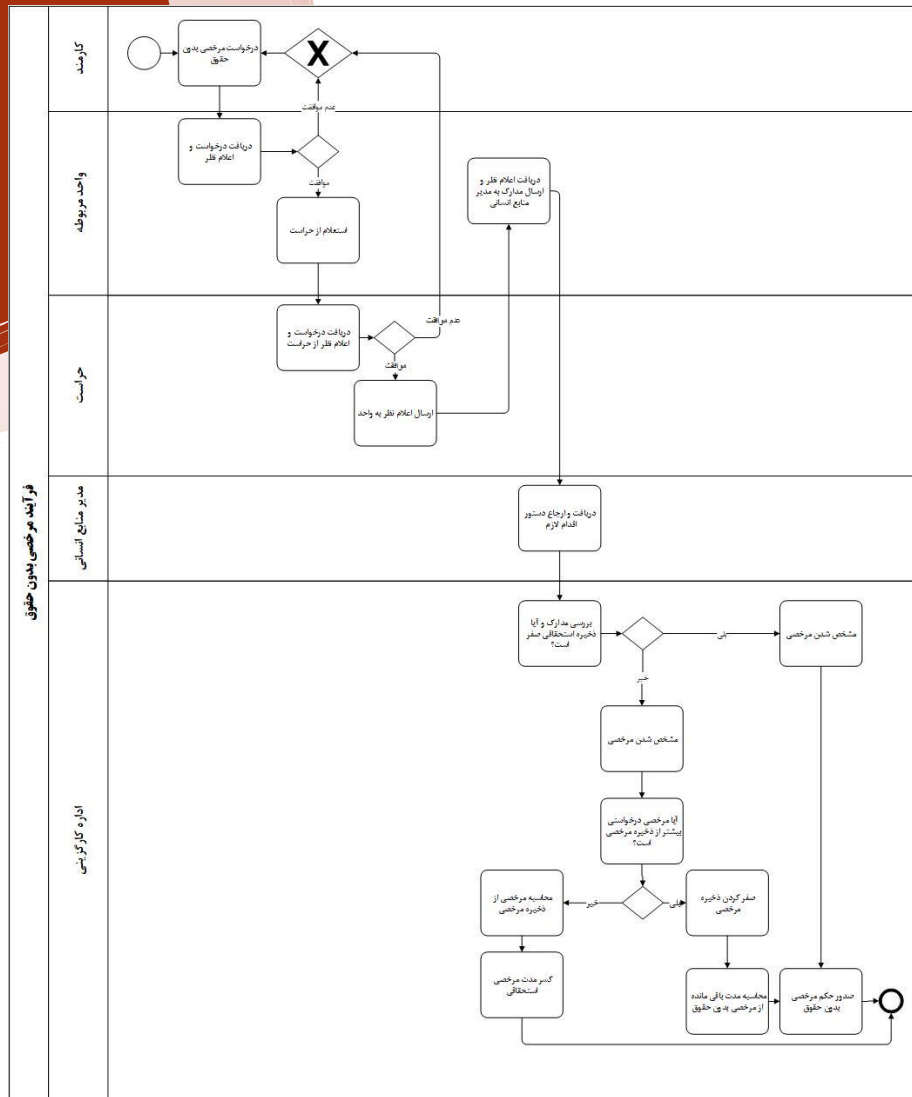 فرآیند مرخصی بدون حقوق
کارمند
درخواست مرخصی بدون
حقوق
X
عدم موافقت
واحد مربوطه
دریافت درخواست و
اعلام نظر
موافقت
استعلام از حراست
دریافت اعلام نظر و
ارسال مدارک به مدیر
منابع انسانی
حراست
دریافت درخواست و
اعلام نظر از حراست
عدم موافقت
موافقت
ارسال اعلام نظر به واحد
مدیر منابع انسانی
دریافت و ارجاع دستور
اقدام لازم
اداره کارگزینی
بررسی مدارک و آیا
ذخیره استحقاقی صفر
است؟
بلی
مشخص شدن مرخصی
خیر
مشخص شدن مرخصی
آیا مرخصی درخواستی
بیشتر از ذخیره مرخصی
است؟
بلی
صفر کردن ذخیره
مرخصی
خیر
محاسبه مرخصی از
ذخیره مرخصی
کسر مدت مرخصی
استحقاقی
محاسبه مدت باقی مانده
از مرخصی بدون حقوق
صدور حکم مرخصی
بدون حقوق